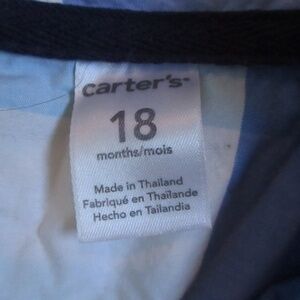 carter's
18
months/mois
Made in Thailand
Fabriqué en Thaïlande
Hecho en Tailandia